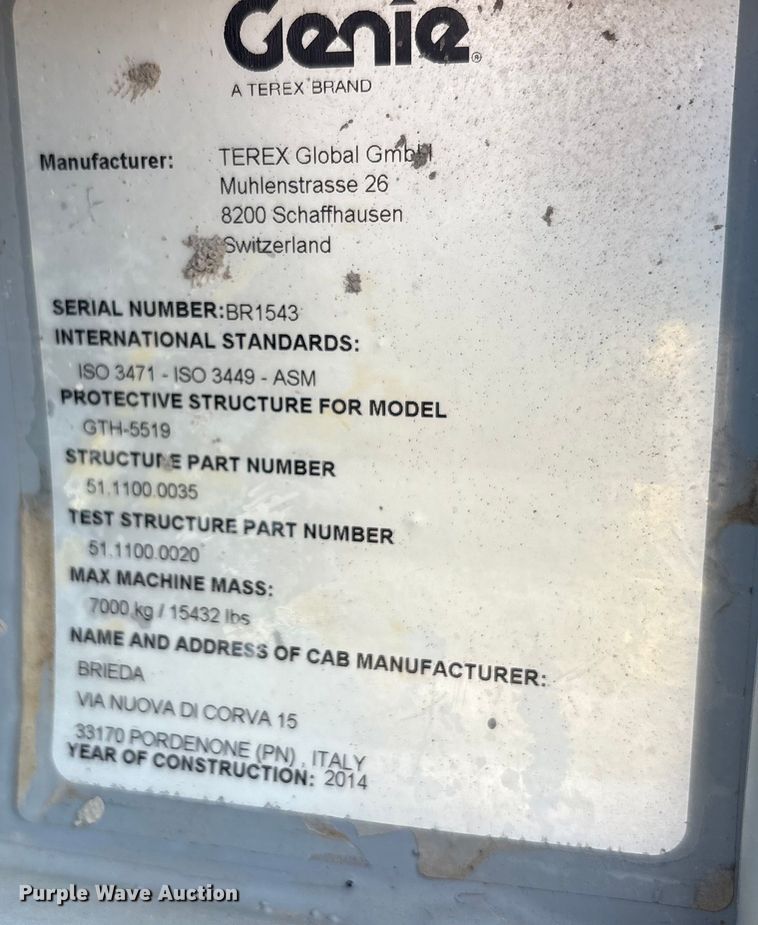 Genie®
A TEREX BRAND
Manufacturer: TEREX Global GmbH
Muhlenstrasse 26
8200 Schaffhausen
Switzerland
SERIAL NUMBER:BR1543
INTERNATIONAL STANDARDS:
ISO 3471 - ISO 3449 - ASM
PROTECTIVE STRUCTURE FOR MODEL
GTH-5519
STRUCTURE PART NUMBER
51.1100.0035
TEST STRUCTURE PART NUMBER
51.1100.0020
MAX MACHINE MASS:
7000 kg / 15432 lbs
NAME AND ADDRESS OF CAB MANUFACTURER:
BRIEDA
VIA NUOVA DI CORVA 15
33170 PORDENONE (PN) , ITALY
YEAR OF CONSTRUCTION: 2014
Purple Wave Auction